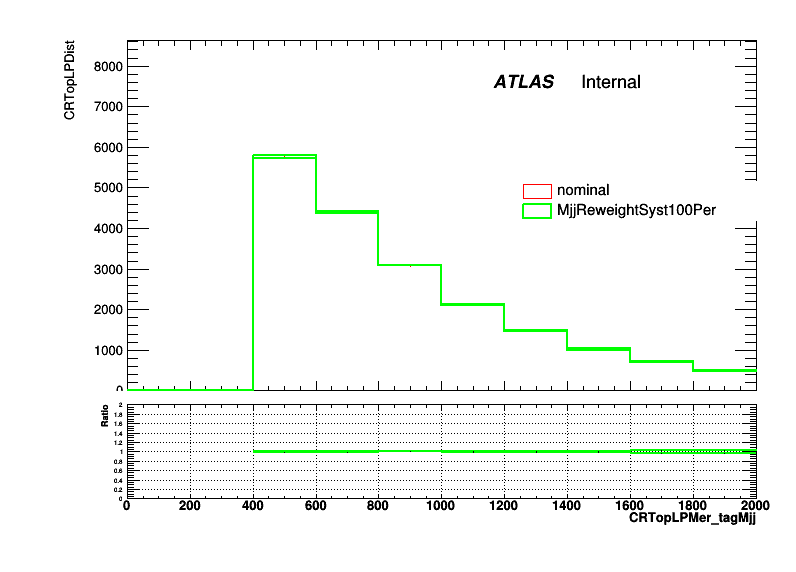 CRTopLPDist
8000
7000
6000
5000
4000
3000
2000
1000
0
ATLAS Internal
nominal
MjjReweightSyst100Per
Ratio
2
1.8
1.6
1.4
1.2
1
0.8
0.6
0.4
0.2
0
0 200 400 600 800 1000 1200 1400 1600 1800 2000
CRTopLPMer_tagMjj